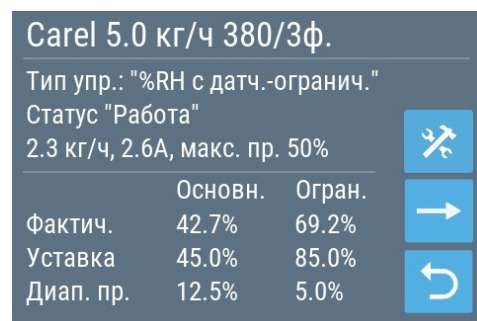 Carel 5.0 кг/ч 380/3ф.
Тип упр.: "%RH с датч.-огранич."
Статус "Работа"
2.3 кг/ч, 2.6А, макс. пр. 50%
Основн. Огран.
Фактич. 42.7% 69.2%
Уставка 45.0% 85.0%
Диап. пр. 12.5% 5.0%